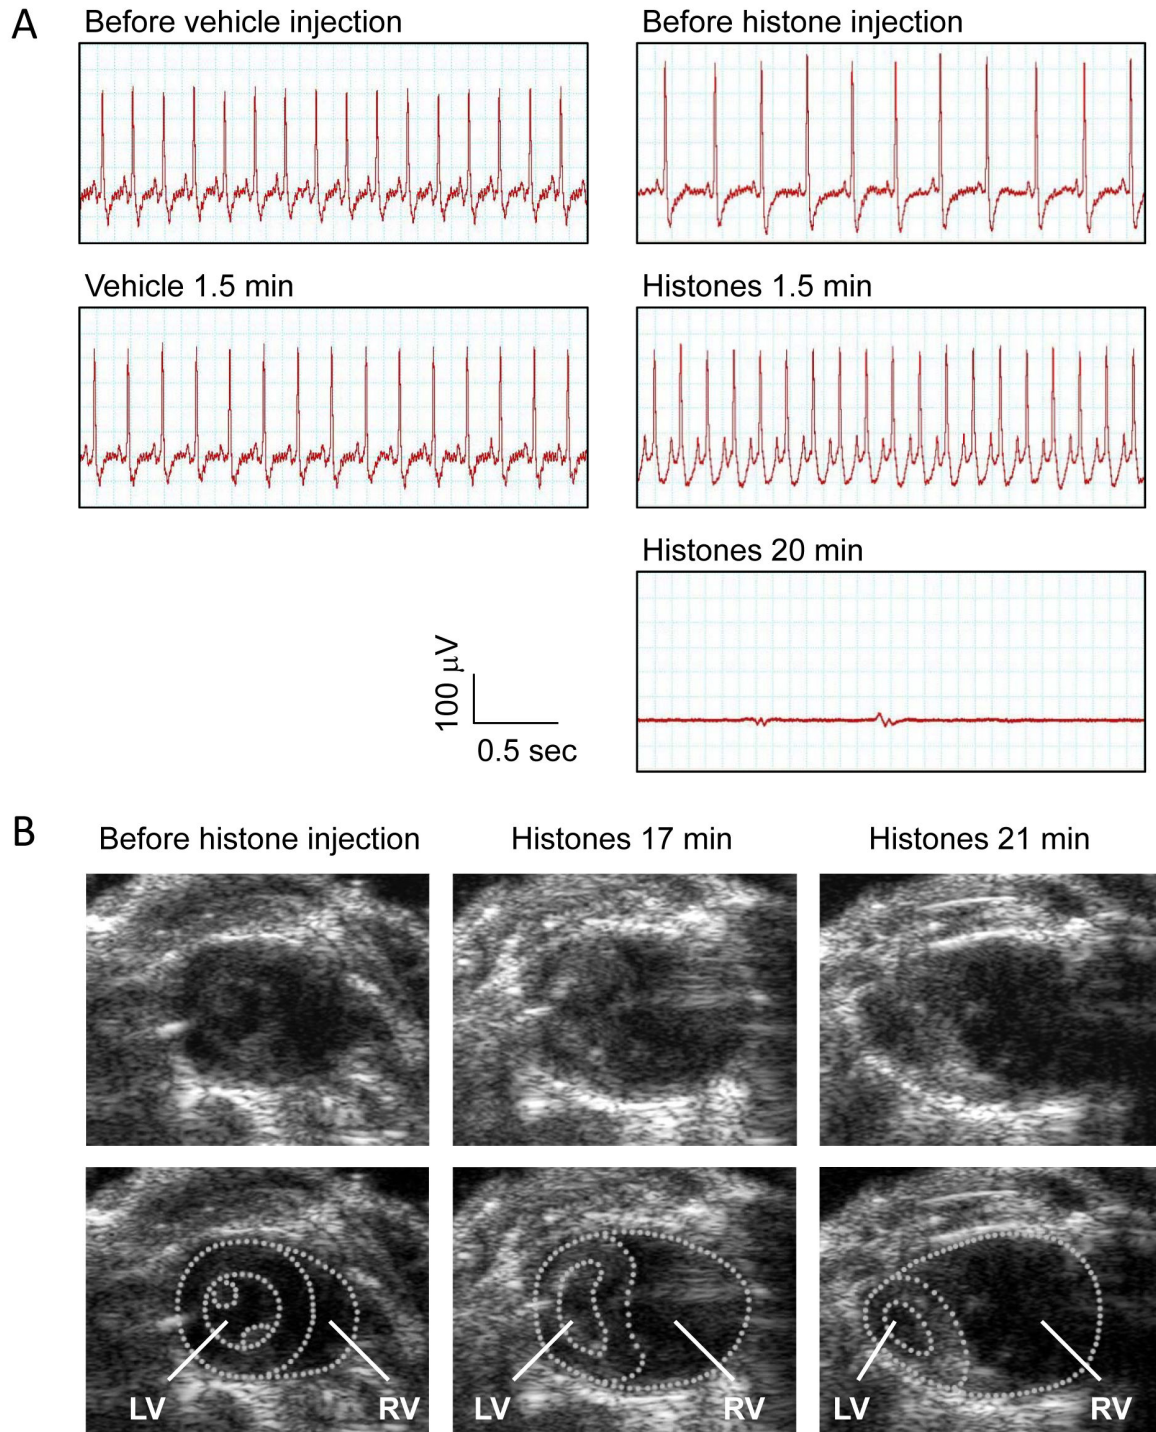 A
Before vehicle injection
Before histone injection
Vehicle 1.5 min
Histones 1.5 min
Histones 20 min
100 μV
0.5 sec
B
Before histone injection
Histones 17 min
Histones 21 min
LV
RV
LV
RV
LV
RV